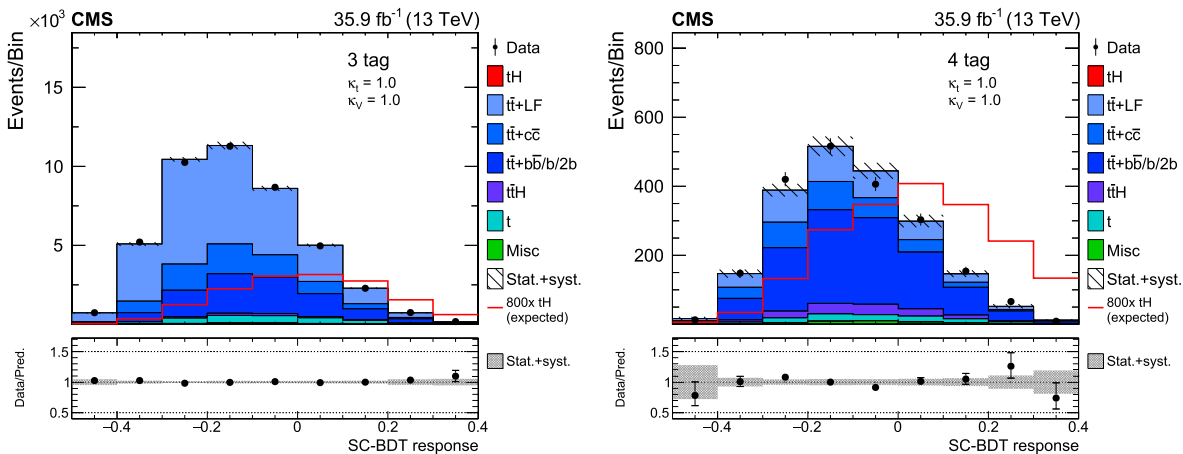 ×10³ CMS 35.9 fb⁻¹ (13 TeV)
Events/Bin
15
10
5
3 tag
κt = 1.0
κV = 1.0
Data
tH
tt̄+LF
tt̄+cc̄
tt̄+bb̄/b/2b
tt̄H
t
Misc
Stat.+syst.
800x tH
(expected)
Data/Pred.
1.5
1
0.5
Stat.+syst.
−0.4 −0.2 0 0.2 0.4
SC-BDT response
CMS 35.9 fb⁻¹ (13 TeV)
Events/Bin
800
600
400
200
4 tag
κt = 1.0
κV = 1.0
Data
tH
tt̄+LF
tt̄+cc̄
tt̄+bb̄/b/2b
tt̄H
t
Misc
Stat.+syst.
800x tH
(expected)
Data/Pred.
1.5
1
0.5
Stat.+syst.
−0.4 −0.2 0 0.2 0.4
SC-BDT response